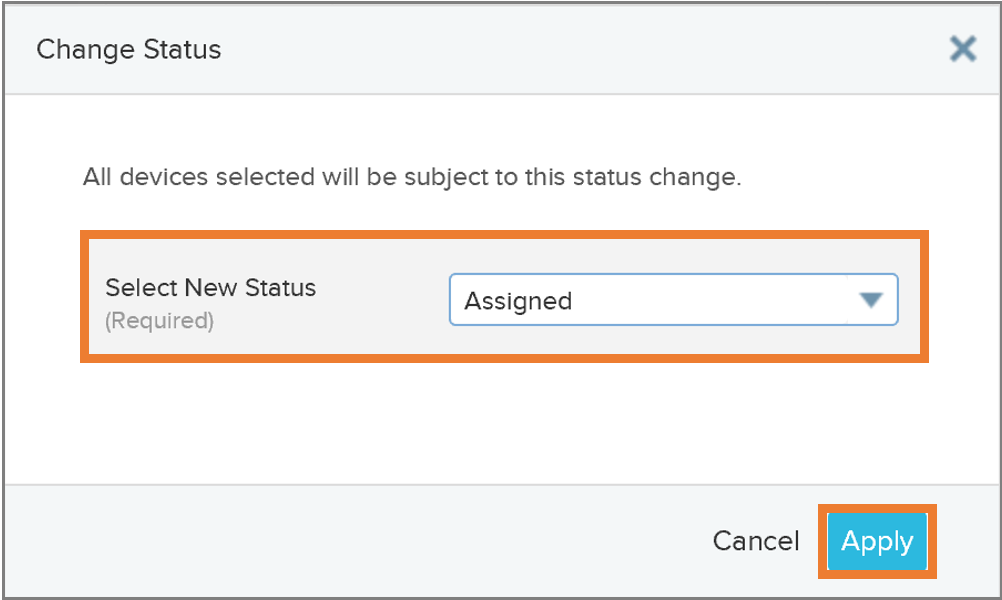 Change Status
All devices selected will be subject to this status change.
Select New Status
Assigned
(Required)
Cancel
Apply